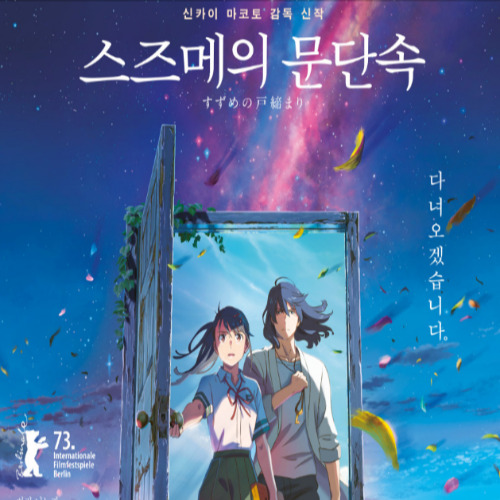 신카이 마코토 감독 신작
스즈메의 문단속
すずめの戸締まり
다녀오겠습니다.
Berlinale
73.
Internationale
Filmfestspiele
Berlin